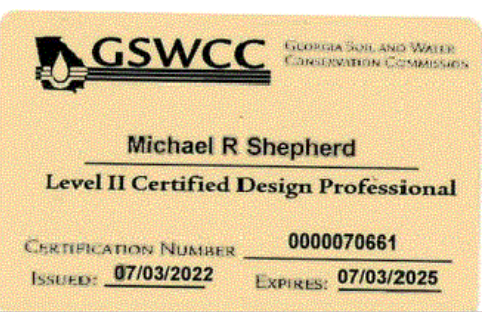 GSWCC
GEORGIA SOIL AND WATER
CONSERVATION COMMISSION
Michael R Shepherd
Level II Certified Design Professional
CERTIFICATION NUMBER 0000070661
ISSUED: 07/03/2022 EXPIRES: 07/03/2025